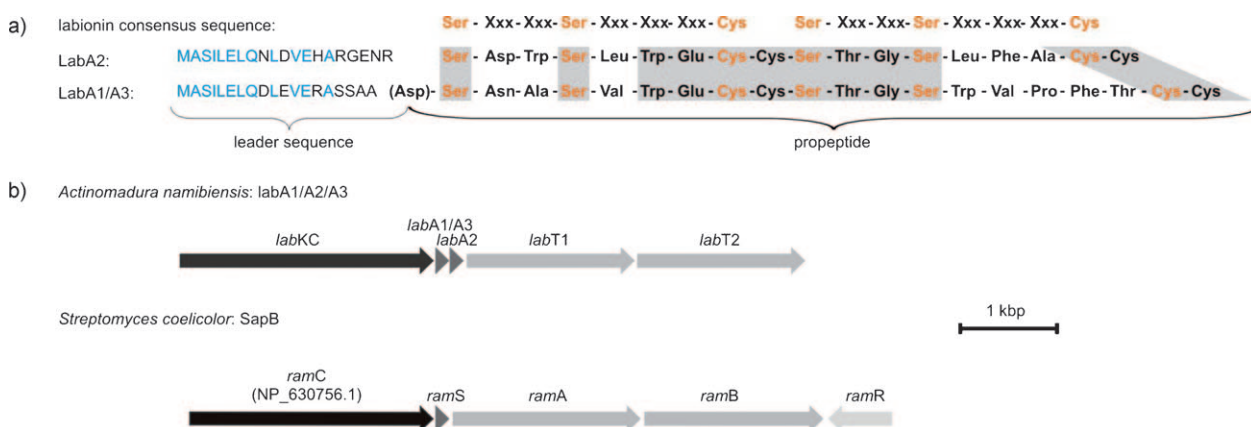 a)
labionin consensus sequence: Ser - Xxx - Xxx - Ser - Xxx - Xxx - Xxx - Cys Ser - Xxx - Xxx - Ser - Xxx - Xxx - Xxx - Cys
LabA2: MASILELQNLDVEHARGENR Ser - Asp - Trp - Ser - Leu - Trp - Glu - Cys - Cys - Ser - Thr - Gly - Ser - Leu - Phe - Ala - Cys - Cys
LabA1/A3: MASILELQDLEVERASSAA (Asp)- Ser - Asn - Ala - Ser - Val - Trp - Glu - Cys - Cys - Ser - Thr - Gly - Ser - Trp - Val - Pro - Phe - Thr - Cys - Cys
leader sequence propeptide
b)
Actinomadura namibiensis: labA1/A2/A3
labA1/A3
labKC labA2 labT1 labT2
Streptomyces coelicolor: SapB
1 kbp
ramC
(NP_630756.1) ramS ramA ramB ramR